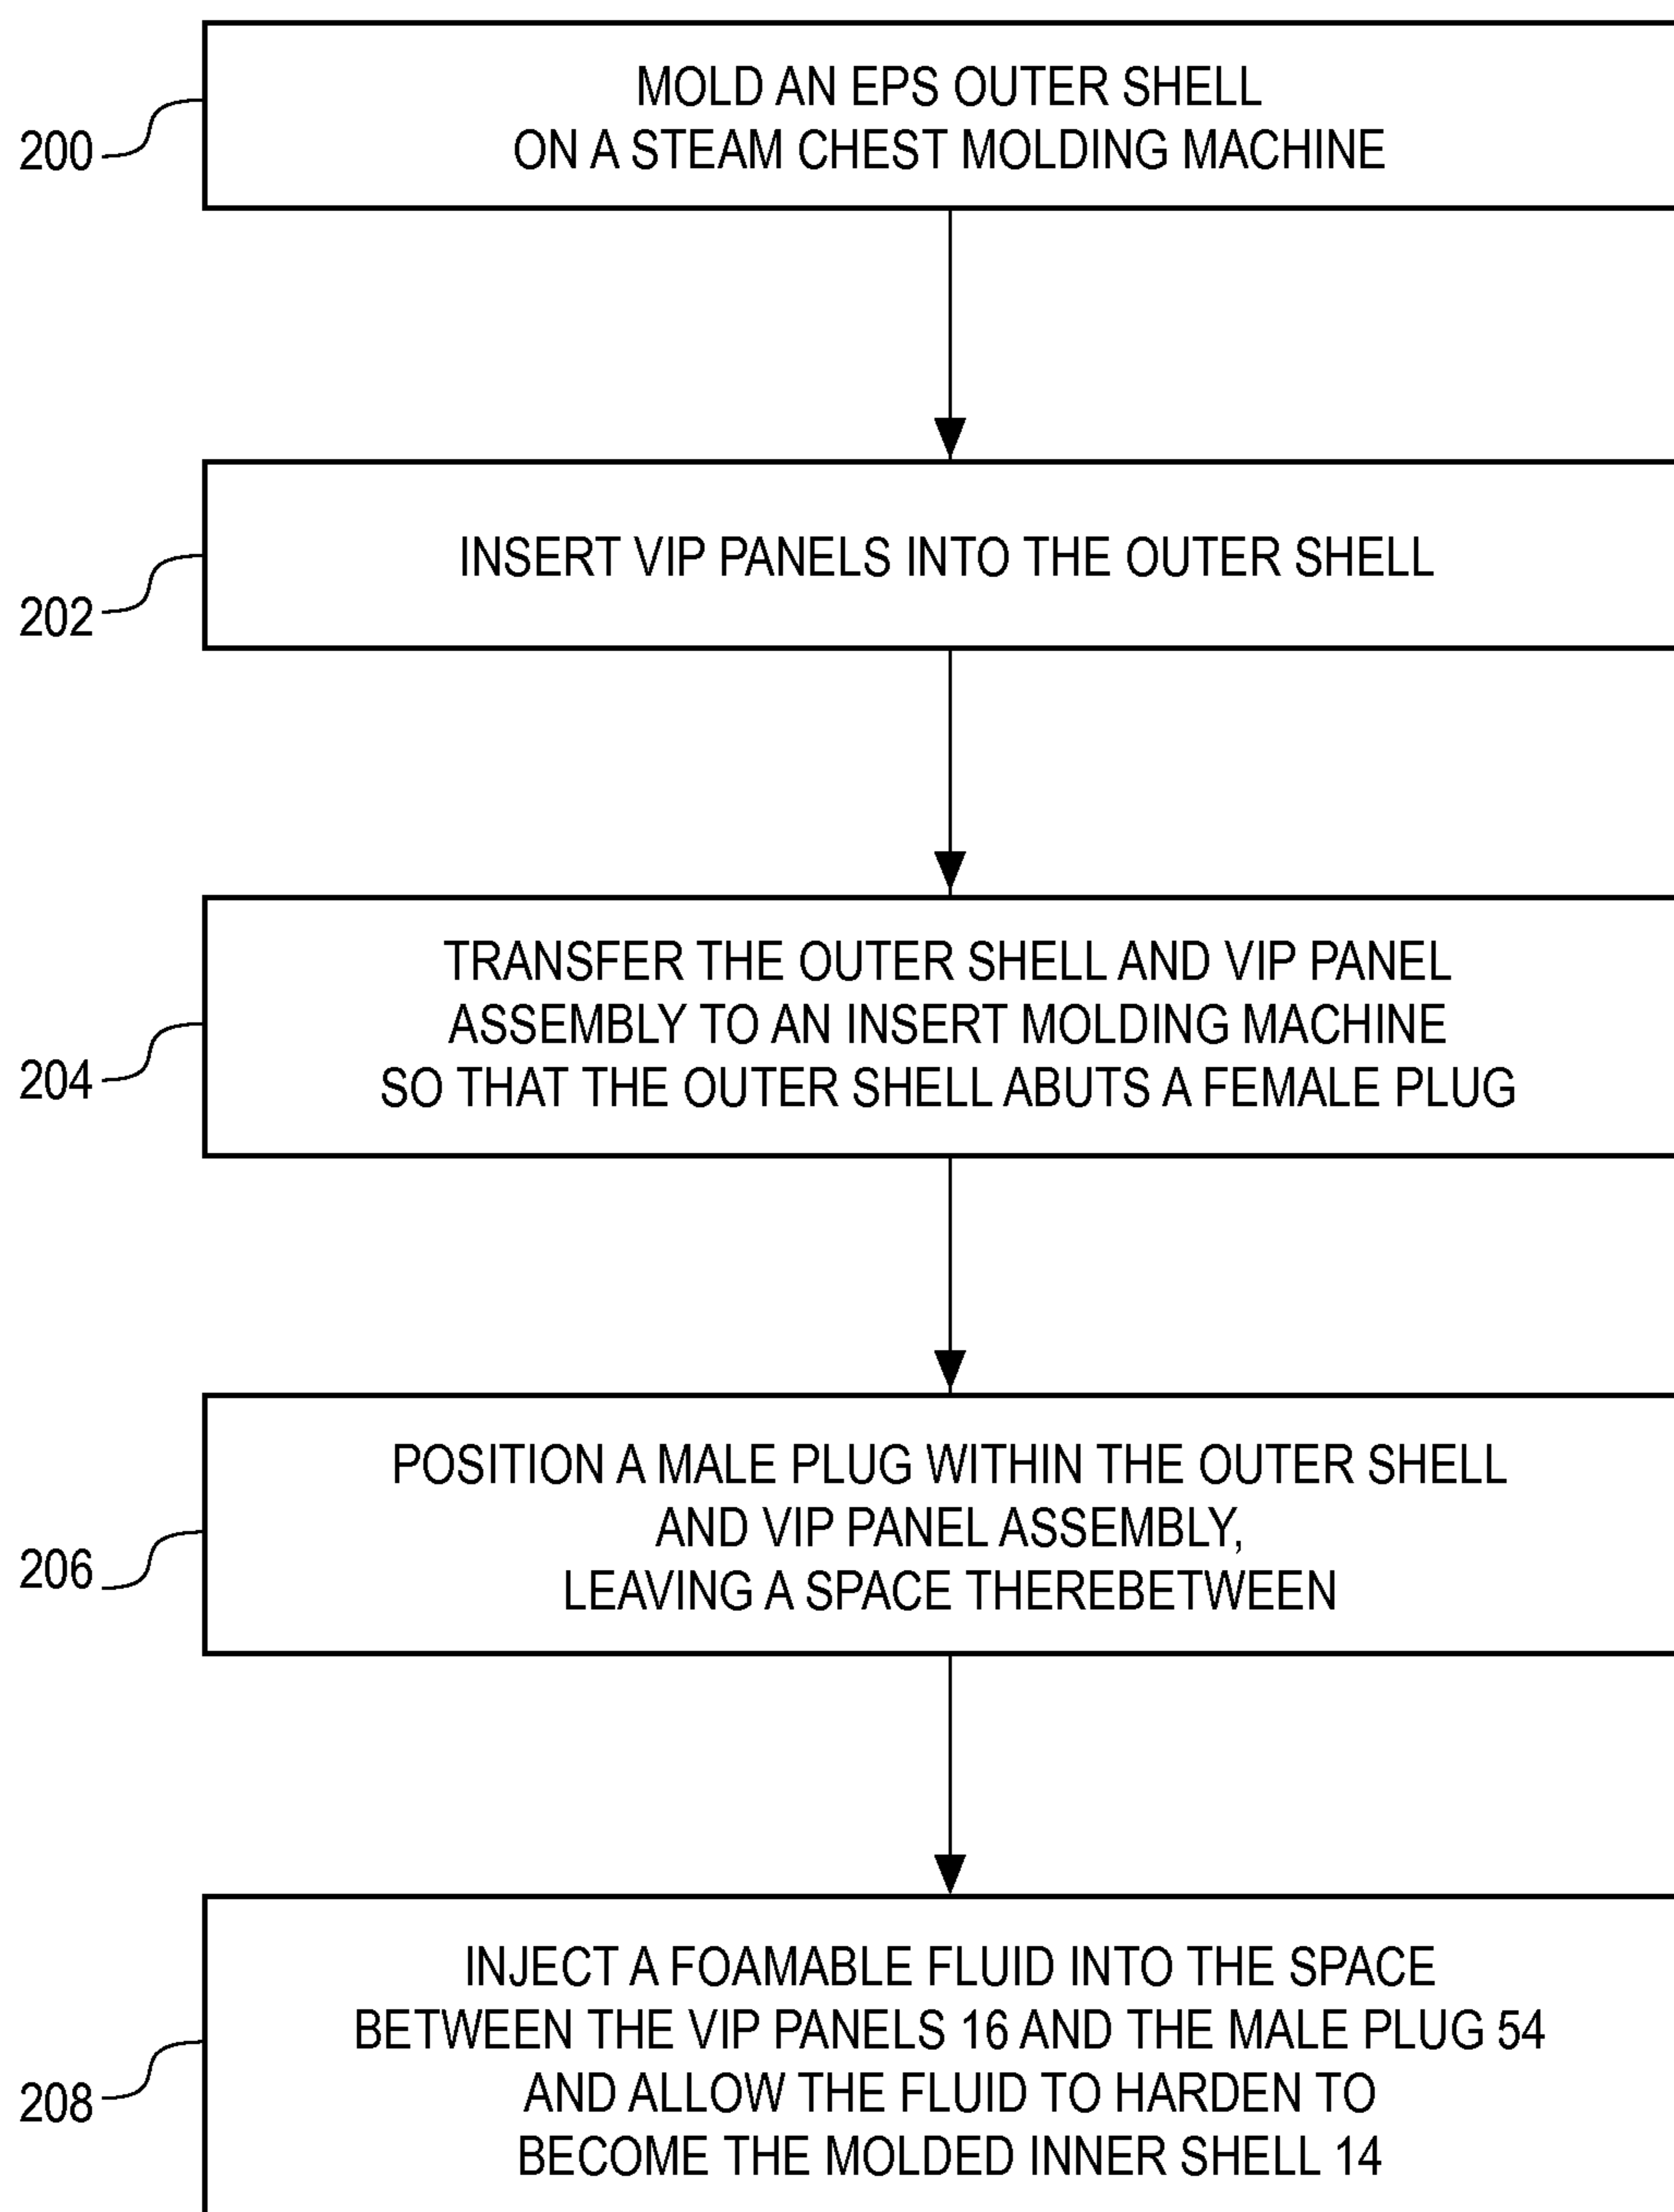 MOLD AN EPS OUTER SHELL
ON A STEAM CHEST MOLDING MACHINE
200
INSERT VIP PANELS INTO THE OUTER SHELL
202
TRANSFER THE OUTER SHELL AND VIP PANEL
ASSEMBLY TO AN INSERT MOLDING MACHINE
SO THAT THE OUTER SHELL ABUTS A FEMALE PLUG
204
POSITION A MALE PLUG WITHIN THE OUTER SHELL
AND VIP PANEL ASSEMBLY,
LEAVING A SPACE THEREBETWEEN
206
INJECT A FOAMABLE FLUID INTO THE SPACE
BETWEEN THE VIP PANELS 16 AND THE MALE PLUG 54
AND ALLOW THE FLUID TO HARDEN TO
BECOME THE MOLDED INNER SHELL 14
208